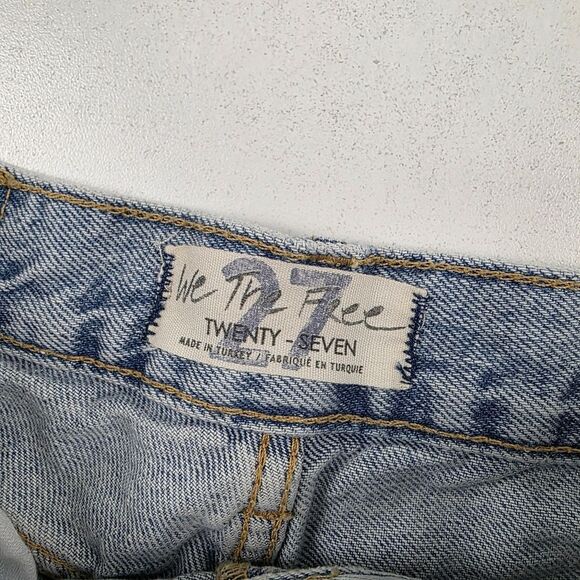 We The Free
27
TWENTY - SEVEN
MADE IN TURKEY / FABRIQUÉ EN TURQUIE